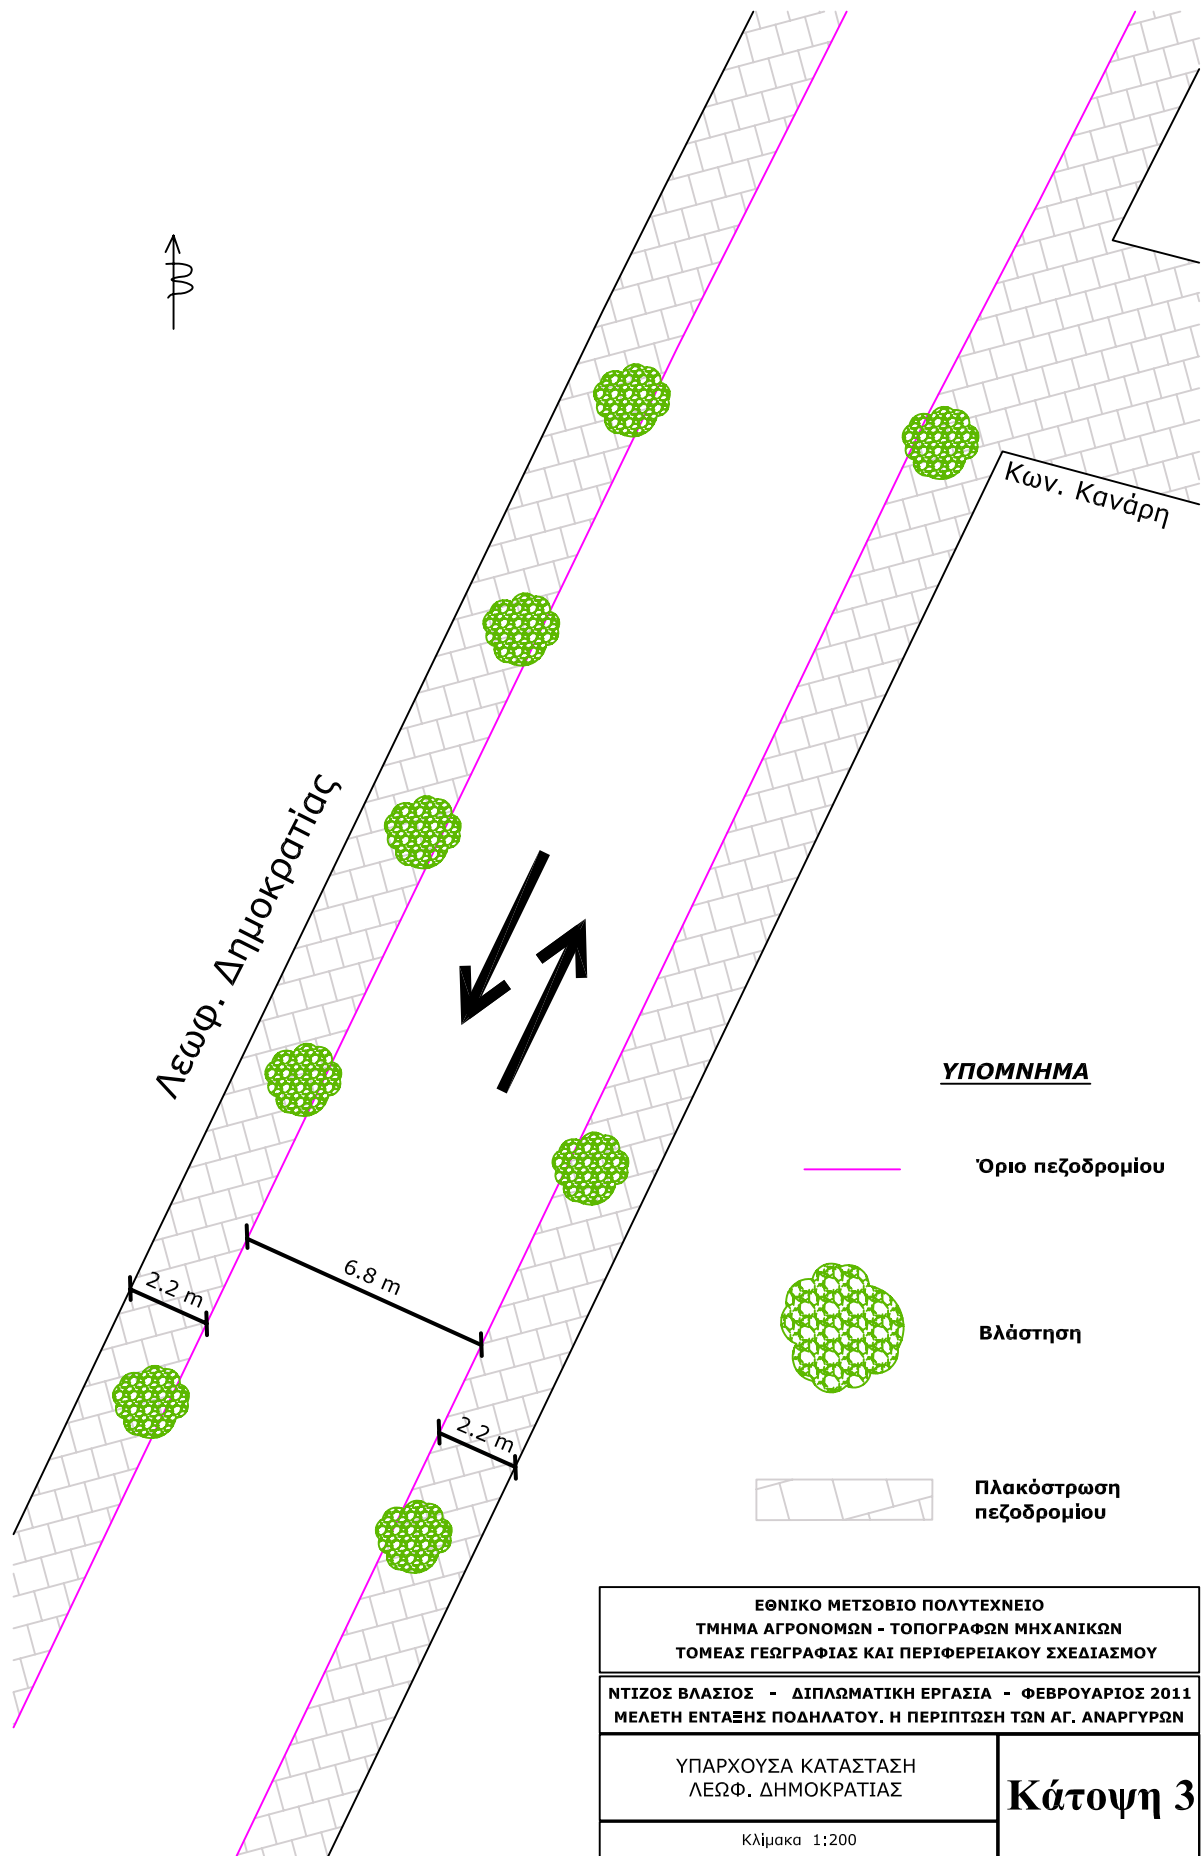 Κων. Κανάρη
Λεωφ. Δημοκρατίας
6.8 m
2.2 m
2.2 m
ΥΠΟΜΝΗΜΑ
Όριο πεζοδρομίου
Βλάστηση
Πλακόστρωση
πεζοδρομίου
ΕΘΝΙΚΟ ΜΕΤΣΟΒΙΟ ΠΟΛΥΤΕΧΝΕΙΟ
ΤΜΗΜΑ ΑΓΡΟΝΟΜΩΝ - ΤΟΠΟΓΡΑΦΩΝ ΜΗΧΑΝΙΚΩΝ
ΤΟΜΕΑΣ ΓΕΩΓΡΑΦΙΑΣ ΚΑΙ ΠΕΡΙΦΕΡΕΙΑΚΟΥ ΣΧΕΔΙΑΣΜΟΥ
ΝΤΙΖΟΣ ΒΛΑΣΙΟΣ - ΔΙΠΛΩΜΑΤΙΚΗ ΕΡΓΑΣΙΑ - ΦΕΒΡΟΥΑΡΙΟΣ 2011
ΜΕΛΕΤΗ ΕΝΤΑΞΗΣ ΠΟΔΗΛΑΤΟΥ. Η ΠΕΡΙΠΤΩΣΗ ΤΩΝ ΑΓ. ΑΝΑΡΓΥΡΩΝ
ΥΠΑΡΧΟΥΣΑ ΚΑΤΑΣΤΑΣΗ
ΛΕΩΦ. ΔΗΜΟΚΡΑΤΙΑΣ
Κάτοψη 3
Κλίμακα 1:200